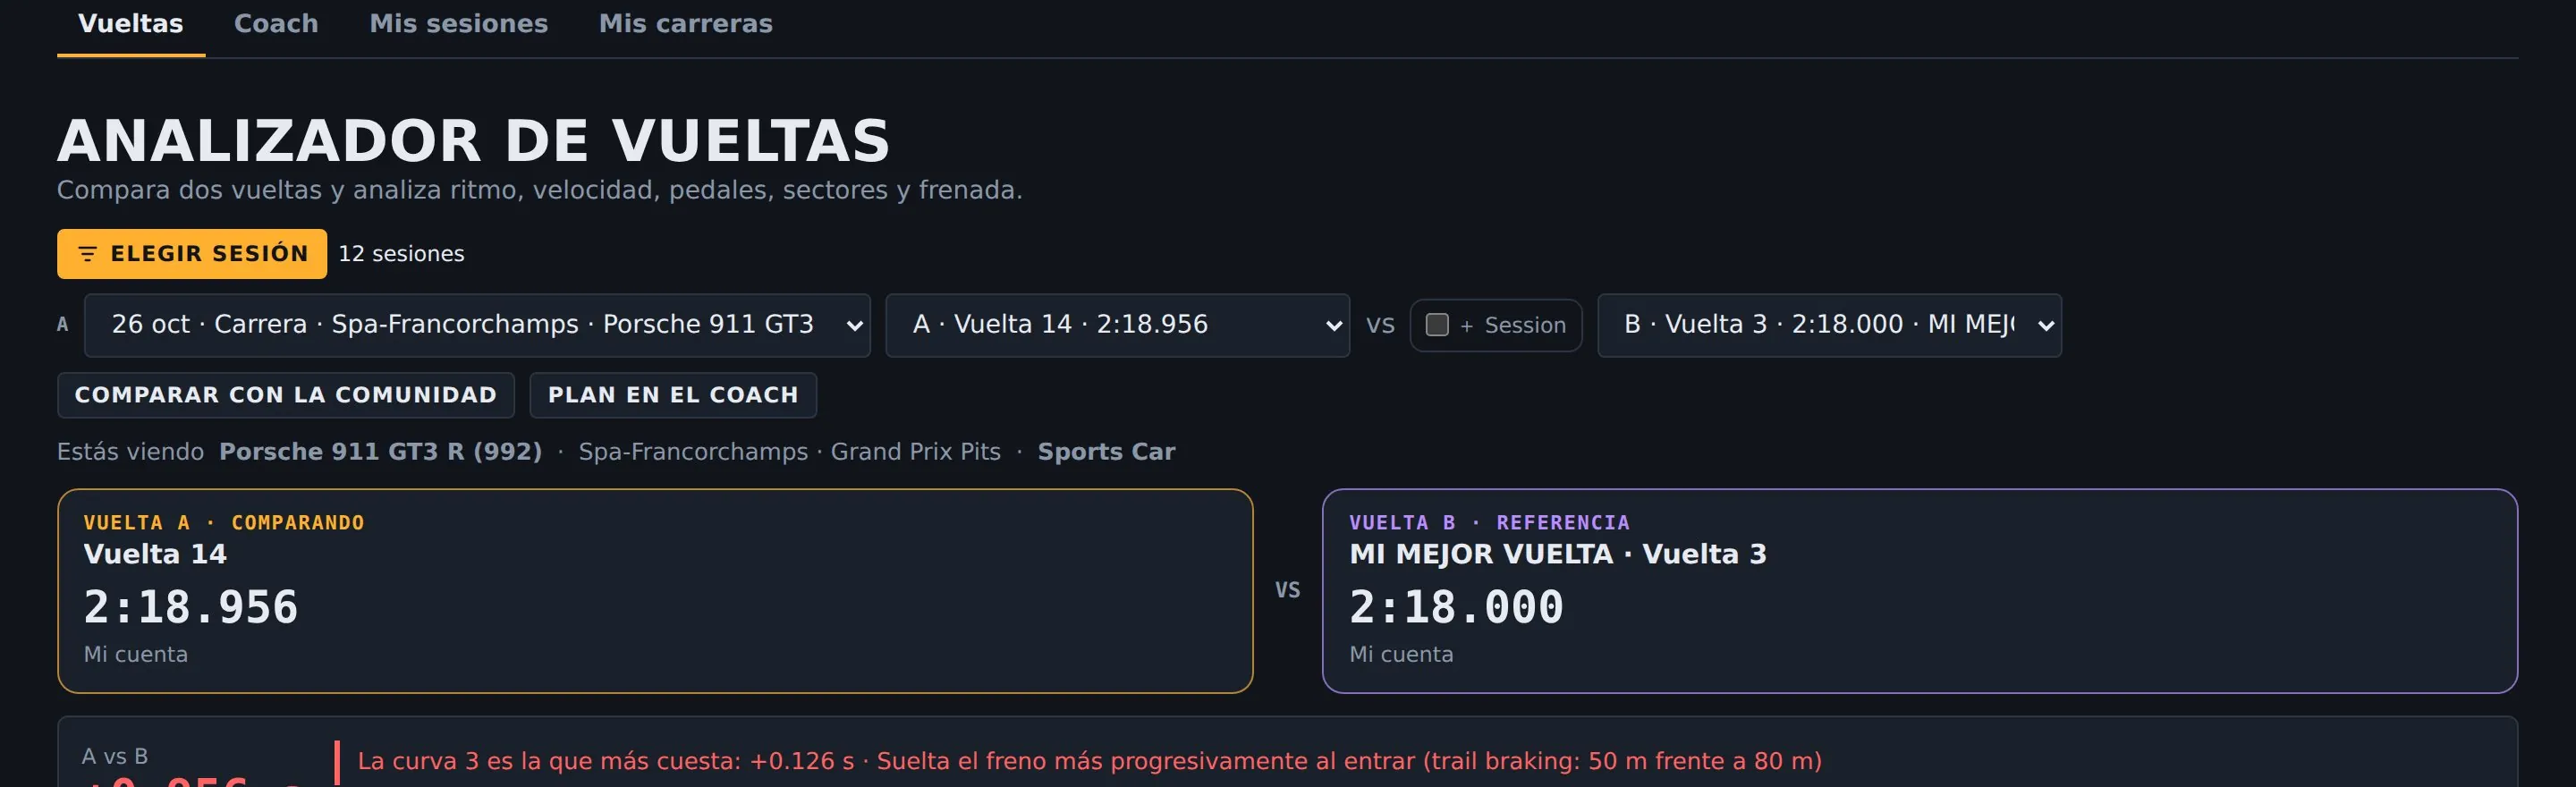 Vueltas Coach Mis sesiones Mis carreras
ANALIZADOR DE VUELTAS
Compara dos vueltas y analiza ritmo, velocidad, pedales, sectores y frenada.
ELEGIR SESIÓN 12 sesiones
A 26 oct · Carrera · Spa-Francorchamps · Porsche 911 GT3 A · Vuelta 14 · 2:18.956 vs + Session B · Vuelta 3 · 2:18.000 · MI MEJ
COMPARAR CON LA COMUNIDAD PLAN EN EL COACH
Estás viendo Porsche 911 GT3 R (992) · Spa-Francorchamps · Grand Prix Pits · Sports Car
VUELTA A · COMPARANDO
Vuelta 14
2:18.956
Mi cuenta
VS
VUELTA B · REFERENCIA
MI MEJOR VUELTA · Vuelta 3
2:18.000
Mi cuenta
A vs B
La curva 3 es la que más cuesta: +0.126 s · Suelta el freno más progresivamente al entrar (trail braking: 50 m frente a 80 m)